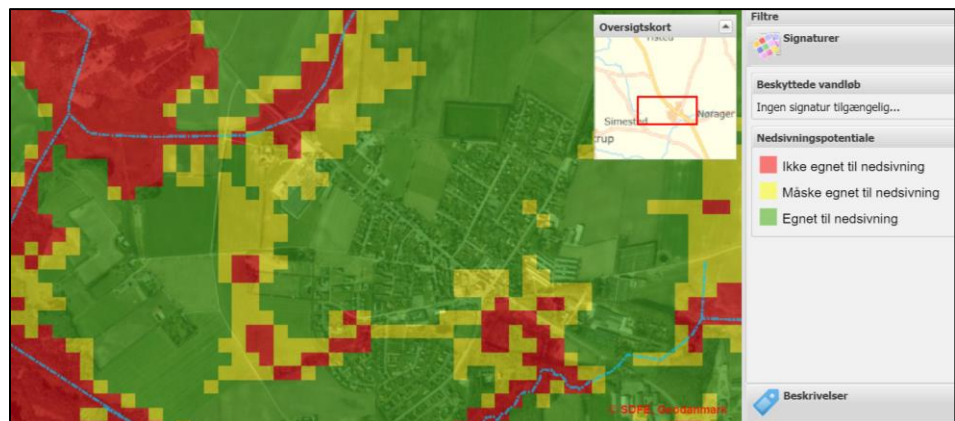 Oversigtskort
Simested
Nørager
trup
© SDFE, Geodanmark
Filtre
Signaturer
Beskyttede vandløb
Ingen signatur tilgængelig...
Nedsivningspotentiale
Ikke egnet til nedsivning
Måske egnet til nedsivning
Egnet til nedsivning
Beskrivelser